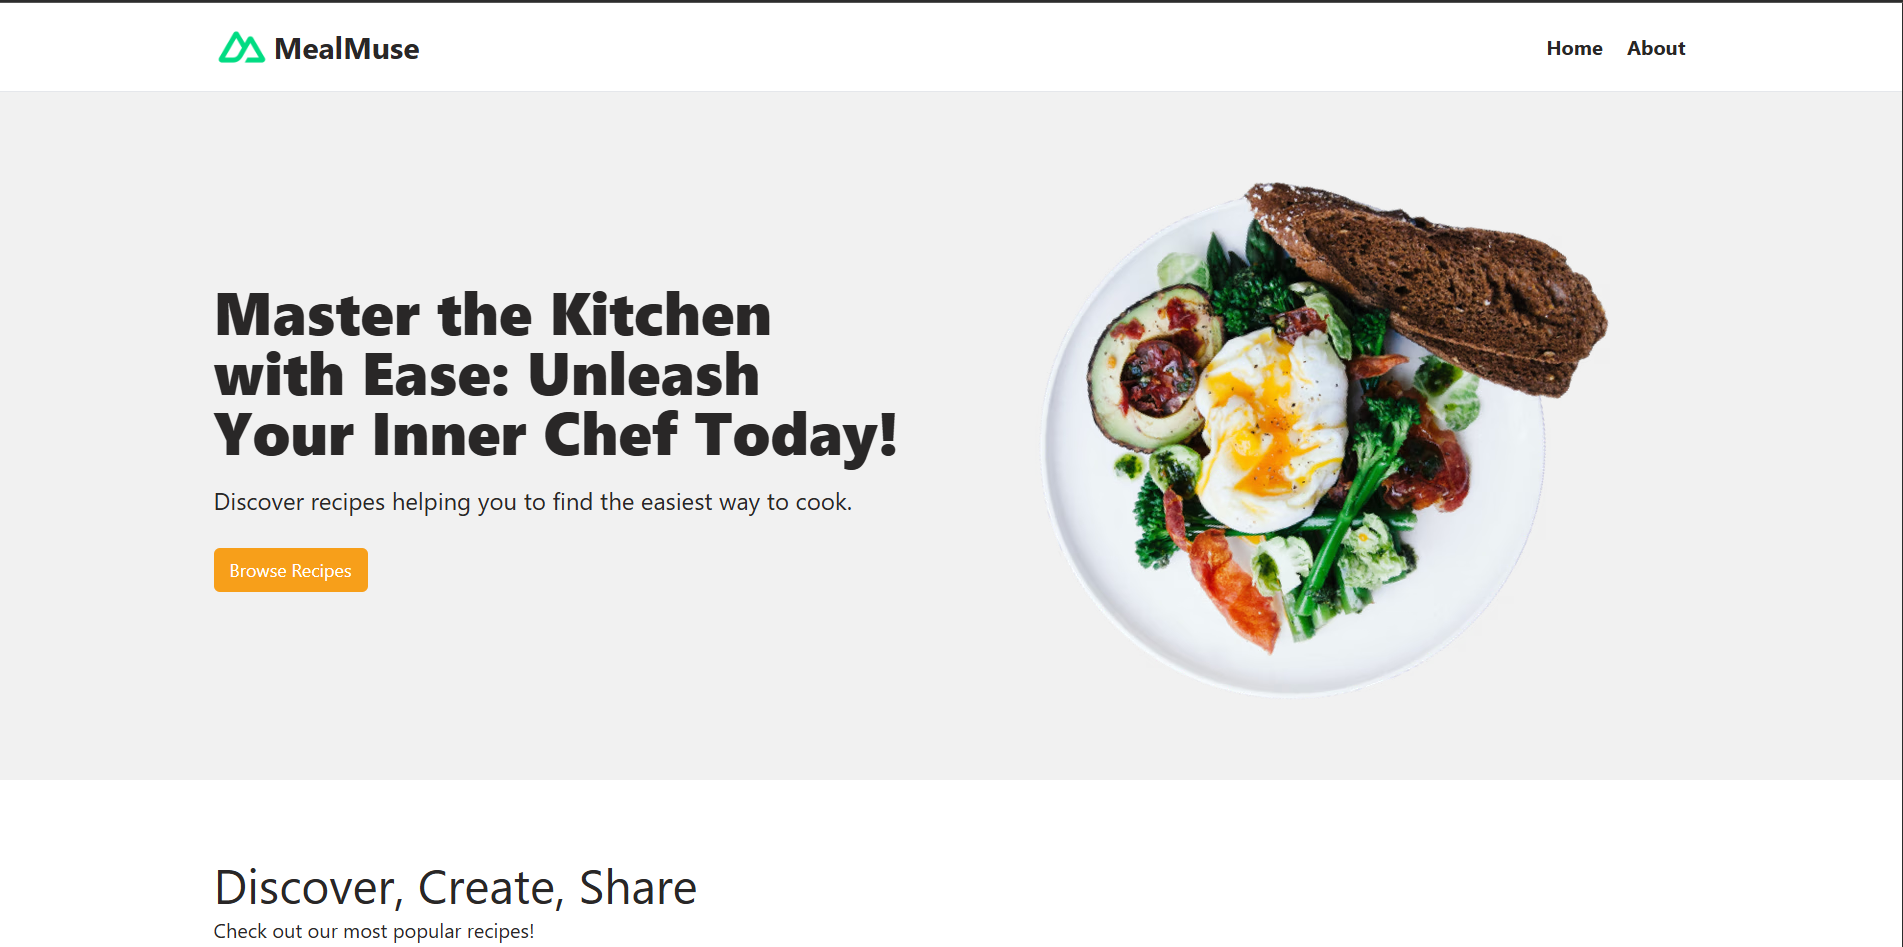 MealMuse
Home About
Master the Kitchen
with Ease: Unleash
Your Inner Chef Today!
Discover recipes helping you to find the easiest way to cook.
Browse Recipes
Discover, Create, Share
Check out our most popular recipes!